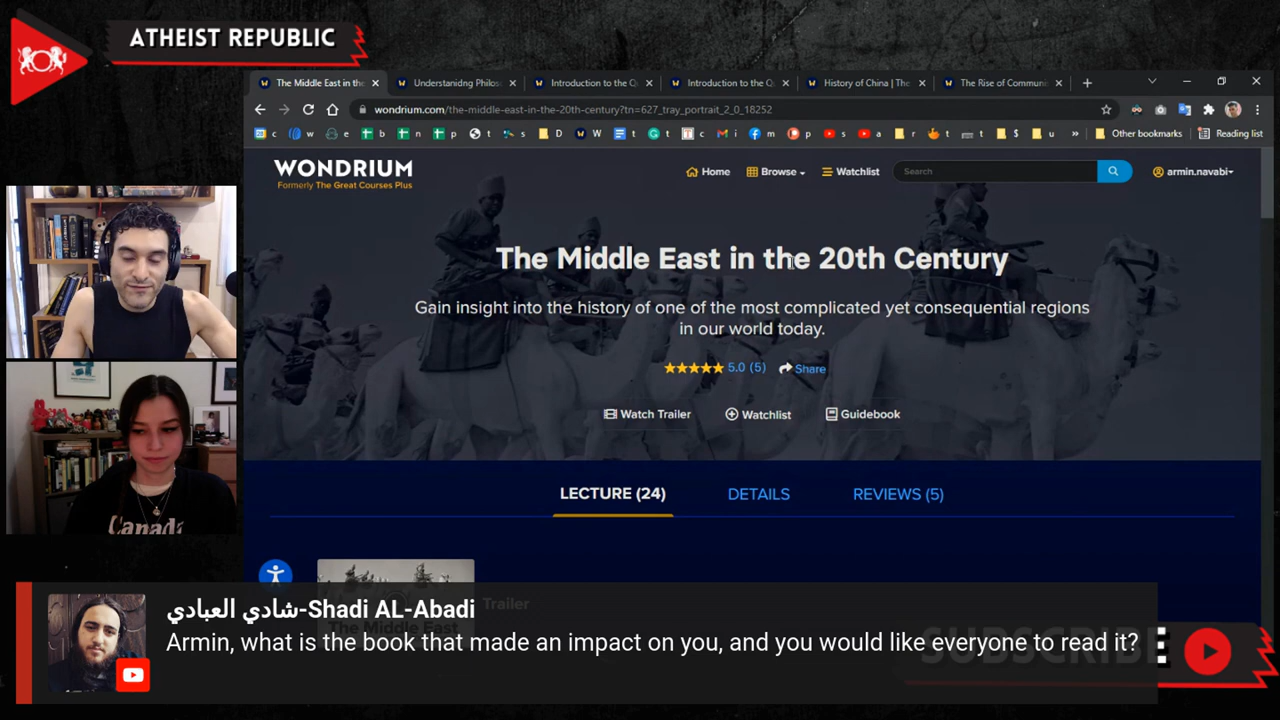 ATHEIST REPUBLIC
The Middle East in the
Understanidng Philos
Introduction to the Q
Introduction to the Q
History of China | The
The Rise of Commun
wondrium.com/the-middle-east-in-the-20th-century?tn=627_tray_portrait_2_0_18252
c w e b n p t s D W t t c i m p s a r t t $ u » Other bookmarks Reading list
WONDRIUM
Formerly The Great Courses Plus
Home Browse Watchlist Search armin.navabi
The Middle East in the 20th Century
Gain insight into the history of one of the most complicated yet consequential regions
in our world today.
5.0 (5) Share
Watch Trailer Watchlist Guidebook
LECTURE (24) DETAILS REVIEWS (5)
Trailer
The Middle East
Canada
شادي العبادي-Shadi AL-Abadi
Armin, what is the book that made an impact on you, and you would like everyone to read it?
SUBSCRIBE